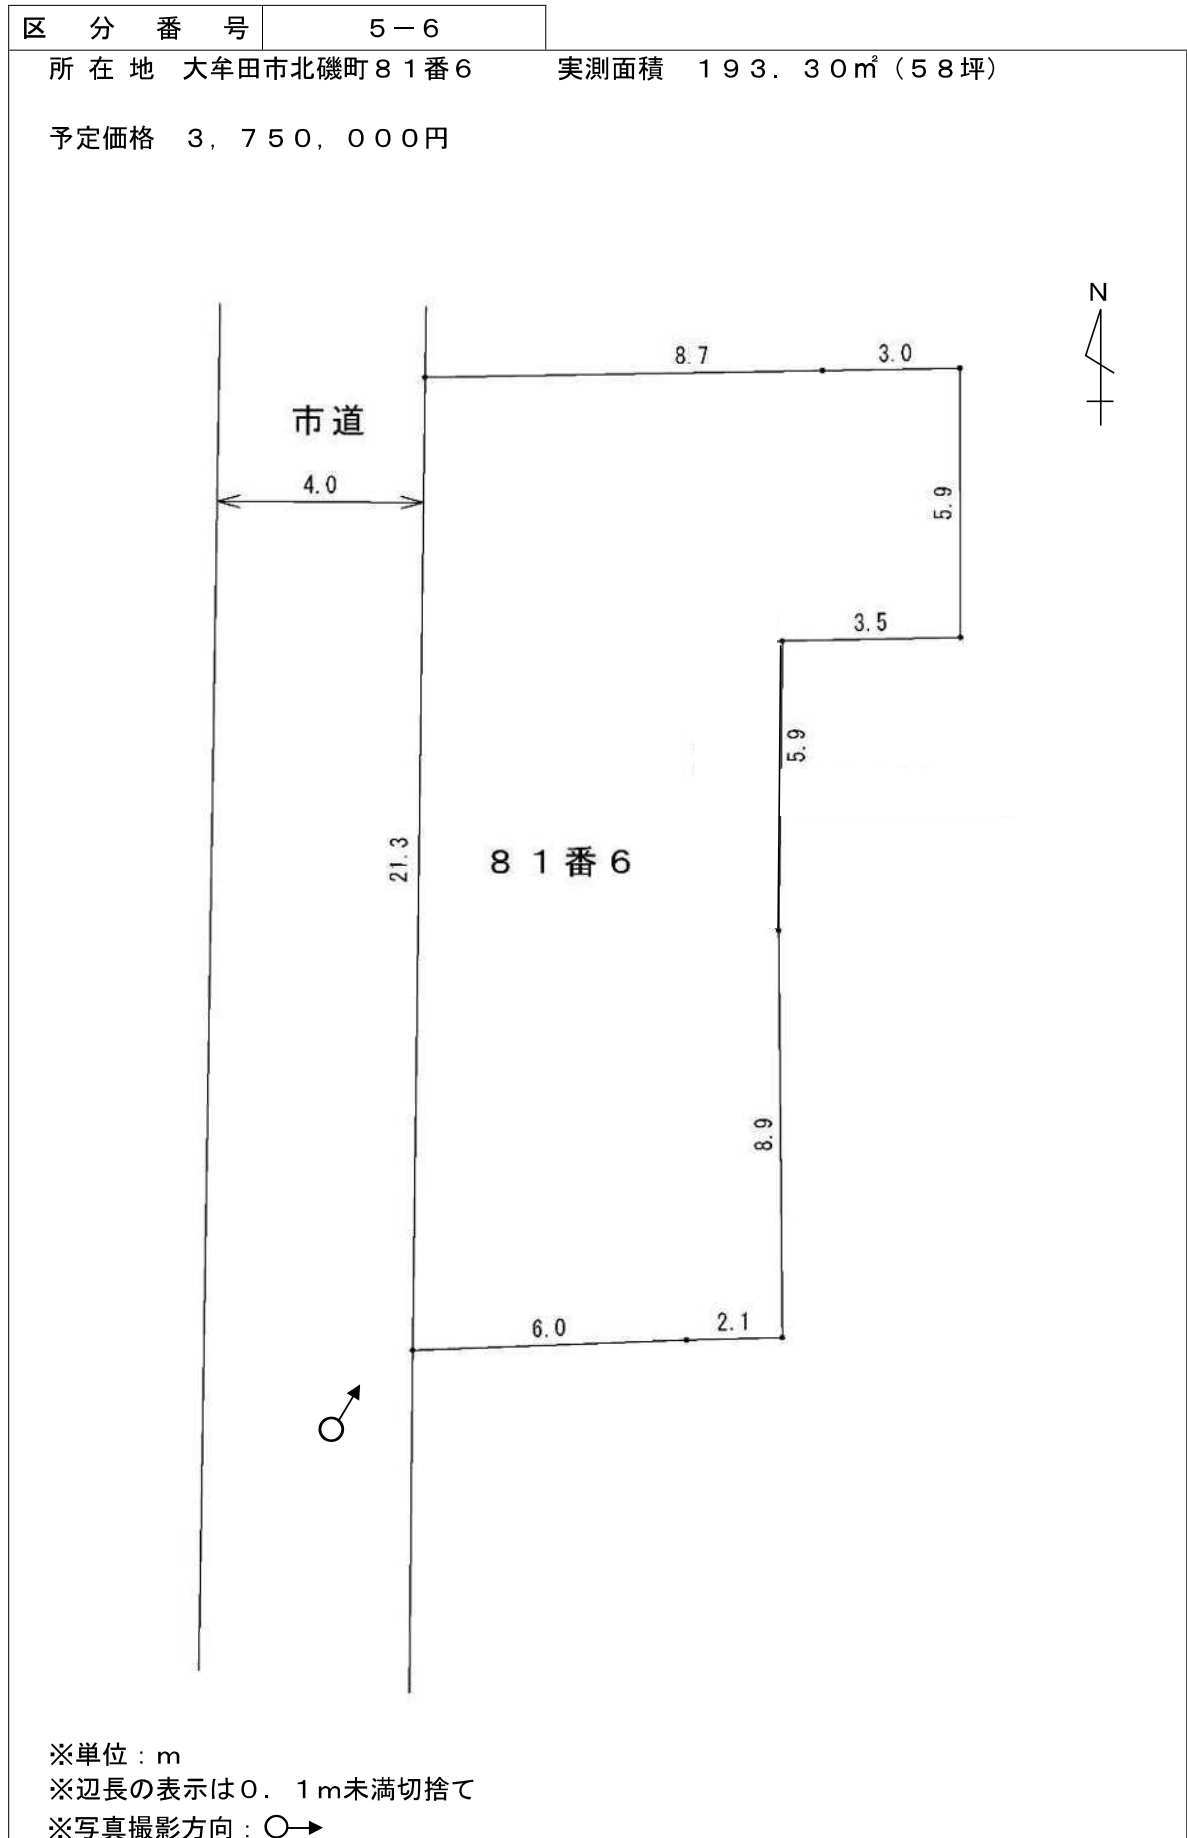 区分番号 ５－６
所在地 大牟田市北磯町８１番６ 実測面積 １９３．３０㎡（５８坪）
予定価格 ３，７５０，０００円
N
8.7
3.0
市道
4.0
5.9
3.5
5.9
21.3
８１番６
8.9
6.0
2.1
※単位：ｍ
※辺長の表示は０．１ｍ未満切捨て
※写真撮影方向：